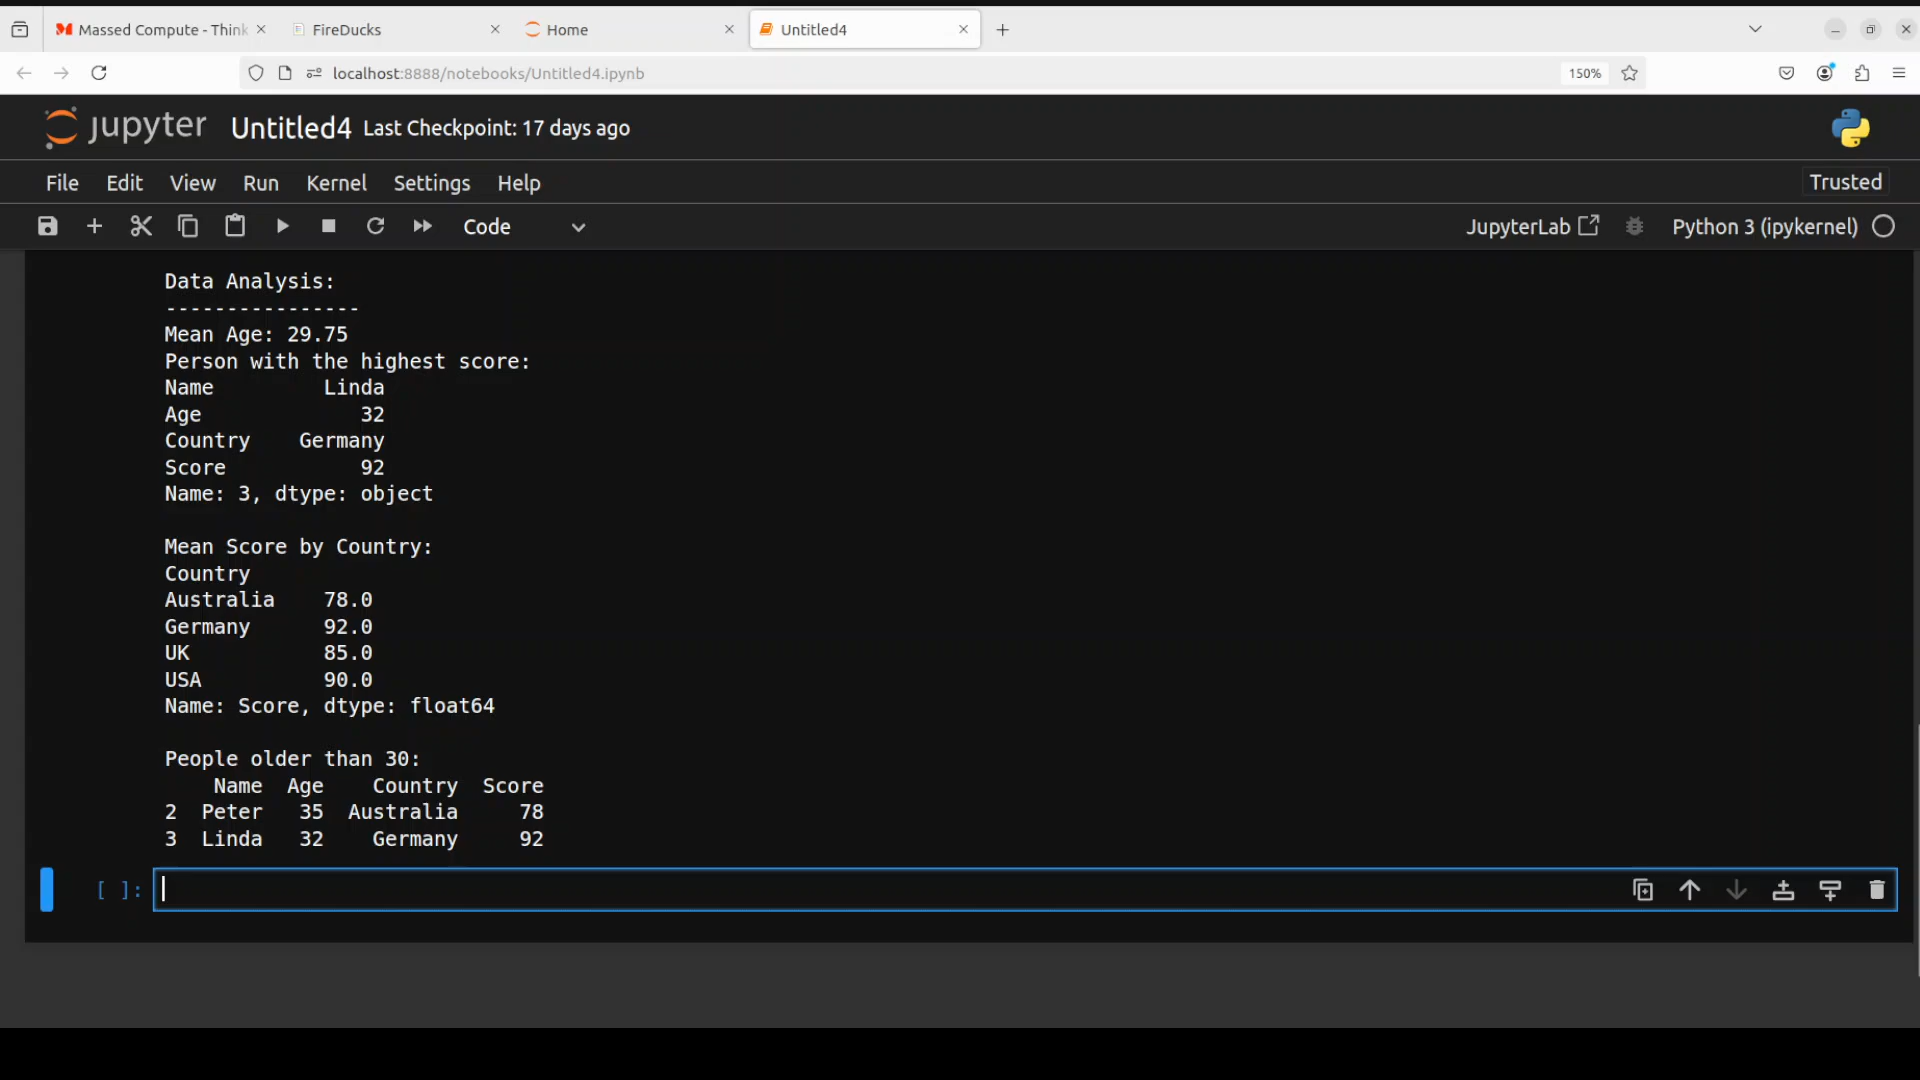 Massed Compute - Think
FireDucks
Home
Untitled4
localhost:8888/notebooks/Untitled4.ipynb
150%
jupyter Untitled4 Last Checkpoint: 17 days ago
File Edit View Run Kernel Settings Help
Trusted
Code
JupyterLab
Python 3 (ipykernel)
Data Analysis:
----------------
Mean Age: 29.75
Person with the highest score:
Name Linda
Age 32
Country Germany
Score 92
Name: 3, dtype: object
Mean Score by Country:
Country
Australia 78.0
Germany 92.0
UK 85.0
USA 90.0
Name: Score, dtype: float64
People older than 30:
Name Age Country Score
2 Peter 35 Australia 78
3 Linda 32 Germany 92
[ ]: